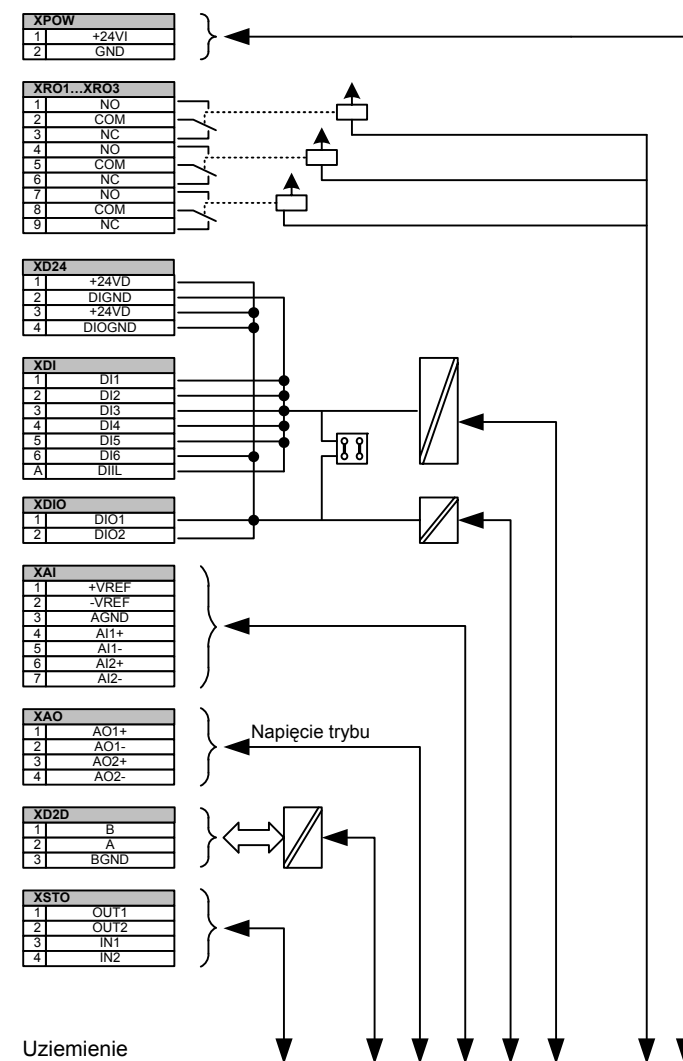 XPOW
1 +24VI
2 GND
XRO1…XRO3
1 NO
2 COM
3 NC
4 NO
5 COM
6 NC
7 NO
8 COM
9 NC
XD24
1 +24VD
2 DIGND
3 +24VD
4 DIOGND
XDI
1 DI1
2 DI2
3 DI3
4 DI4
5 DI5
6 DI6
A DIIL
XDIO
1 DIO1
2 DIO2
XAI
1 +VREF
2 -VREF
3 AGND
4 AI1+
5 AI1-
6 AI2+
7 AI2-
XAO
1 AO1+
2 AO1-
3 AO2+
4 AO2-
Napięcie trybu
XD2D
1 B
2 A
3 BGND
XSTO
1 OUT1
2 OUT2
3 IN1
4 IN2
Uziemienie